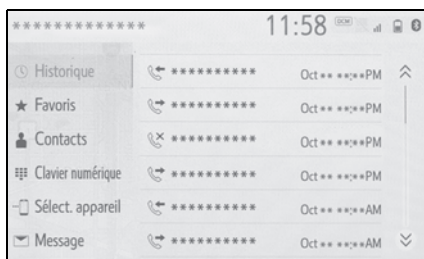 ************* 11:58 DCM
Historique ********** Oct ** **:**PM
Favoris ********** Oct ** **:**PM
Contacts ********** Oct ** **:**PM
Clavier numérique ********** Oct ** **:**PM
Sélect. appareil ********** Oct ** **:**AM
Message ********** Oct ** **:**AM